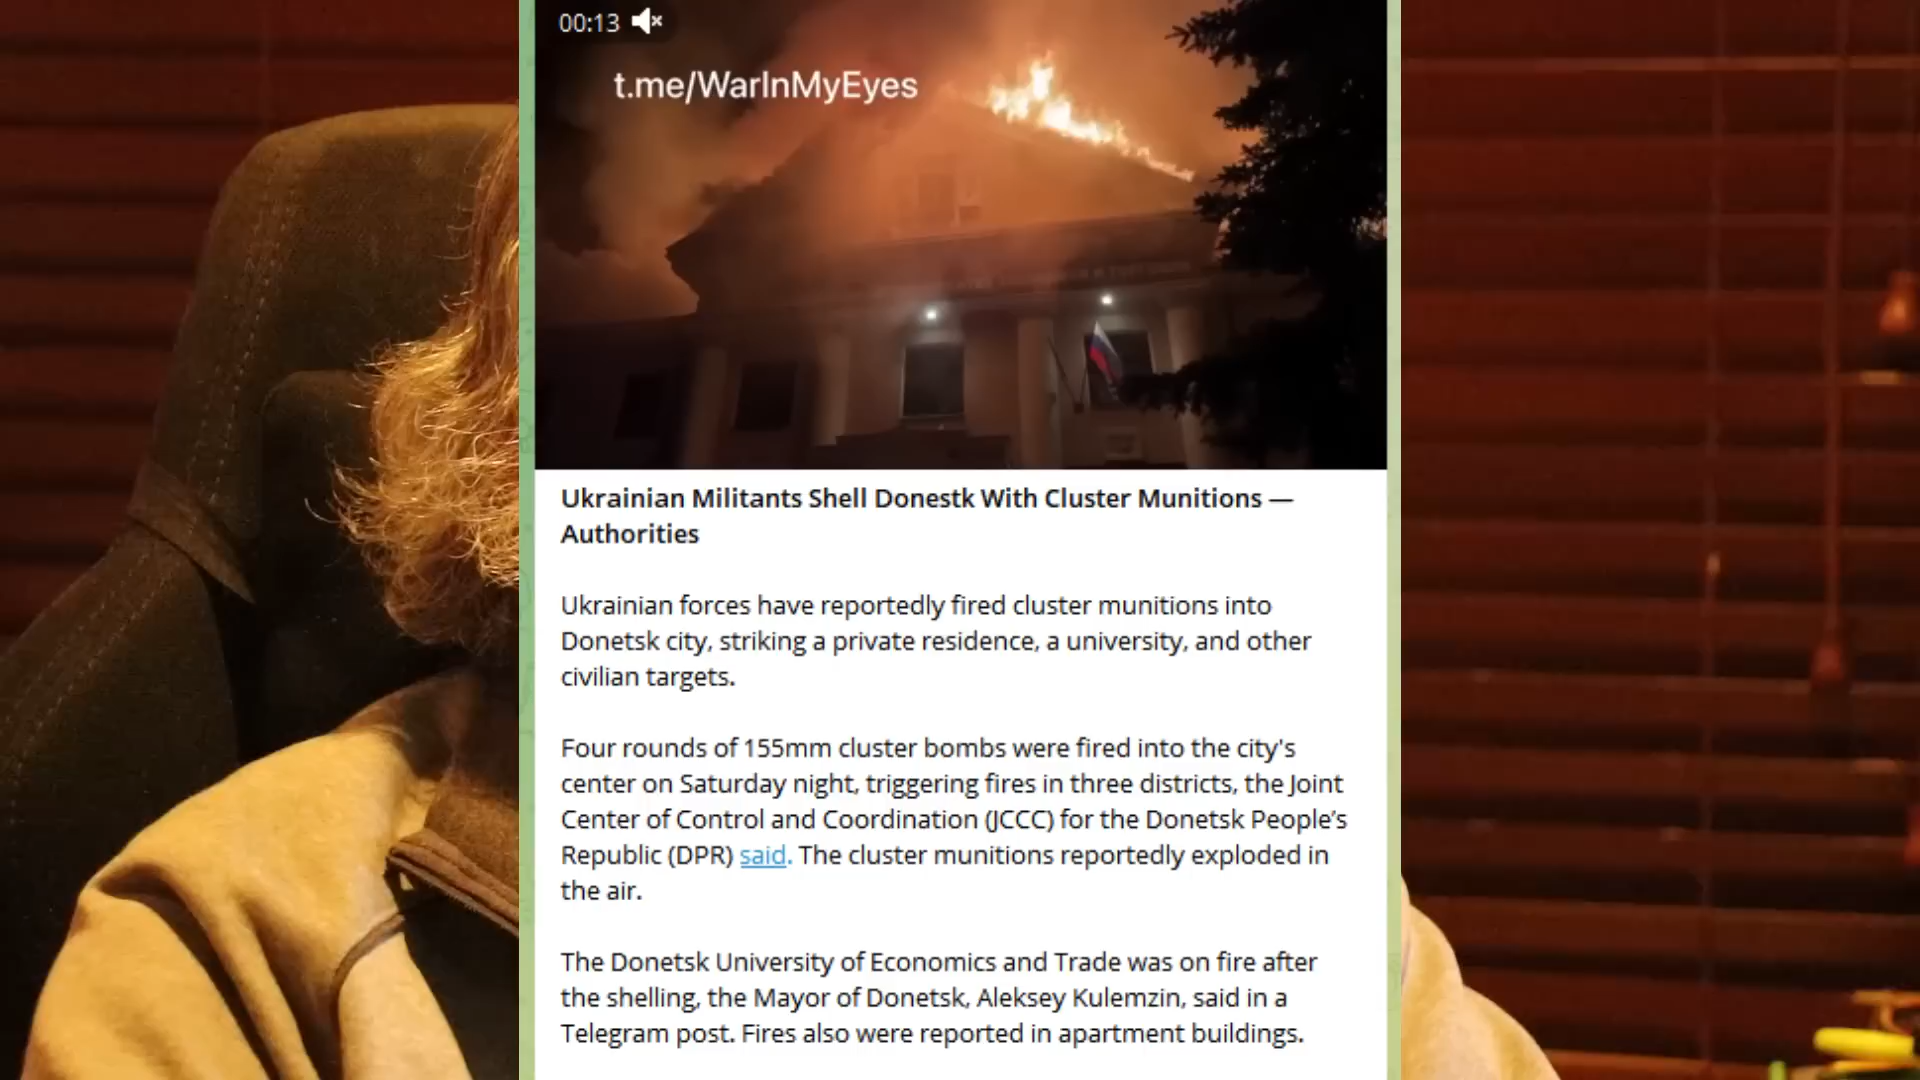 00:13
t.me/WarInMyEyes
Ukrainian Militants Shell Donestk With Cluster Munitions —
Authorities
Ukrainian forces have reportedly fired cluster munitions into
Donetsk city, striking a private residence, a university, and other
civilian targets.
Four rounds of 155mm cluster bombs were fired into the city's
center on Saturday night, triggering fires in three districts, the Joint
Center of Control and Coordination (JCCC) for the Donetsk People’s
Republic (DPR) said. The cluster munitions reportedly exploded in
the air.
The Donetsk University of Economics and Trade was on fire after
the shelling, the Mayor of Donetsk, Aleksey Kulemzin, said in a
Telegram post. Fires also were reported in apartment buildings.